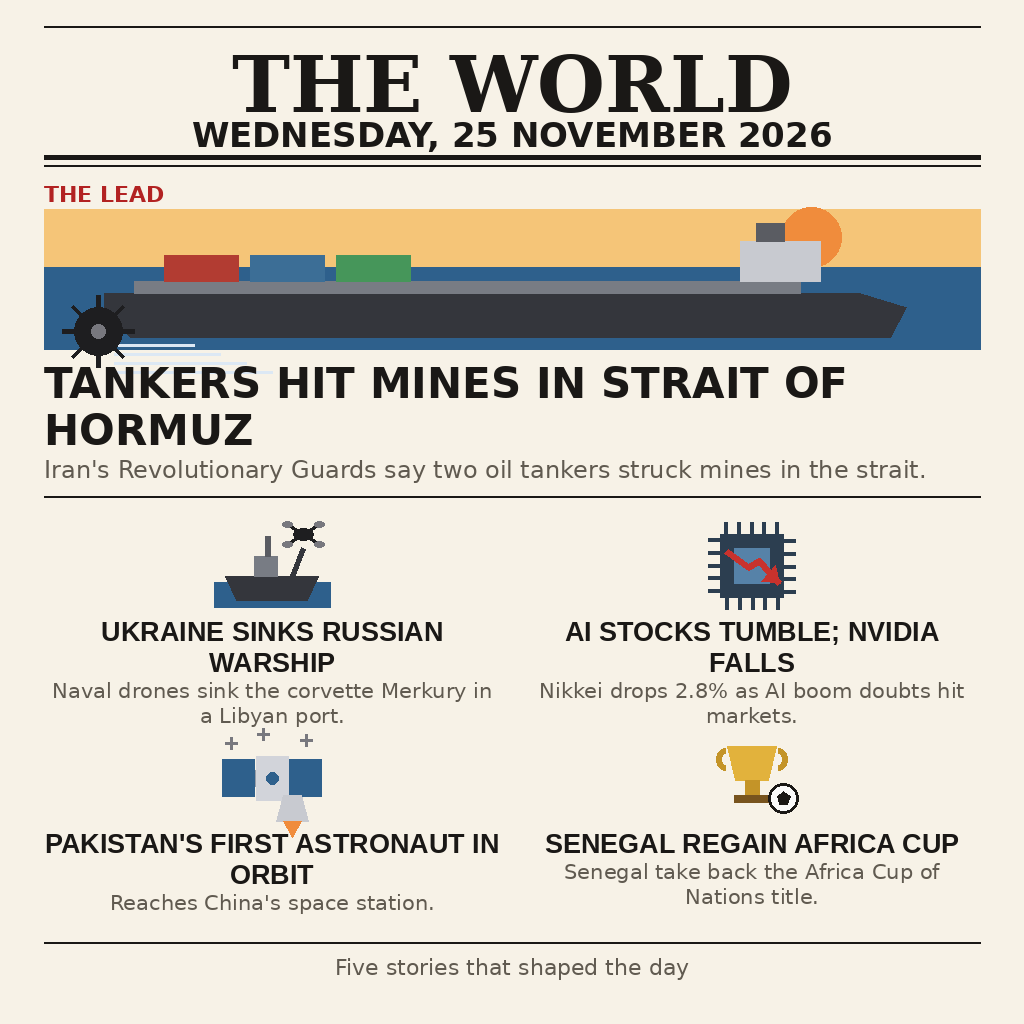 THE WORLD
WEDNESDAY, 25 NOVEMBER 2026
THE LEAD
TANKERS HIT MINES IN STRAIT OF
HORMUZ
Iran's Revolutionary Guards say two oil tankers struck mines in the strait.
UKRAINE SINKS RUSSIAN
WARSHIP
Naval drones sink the corvette Merkury in
a Libyan port.
AI STOCKS TUMBLE; NVIDIA
FALLS
Nikkei drops 2.8% as AI boom doubts hit
markets.
PAKISTAN'S FIRST ASTRONAUT IN
ORBIT
Reaches China's space station.
SENEGAL REGAIN AFRICA CUP
Senegal take back the Africa Cup of
Nations title.
Five stories that shaped the day